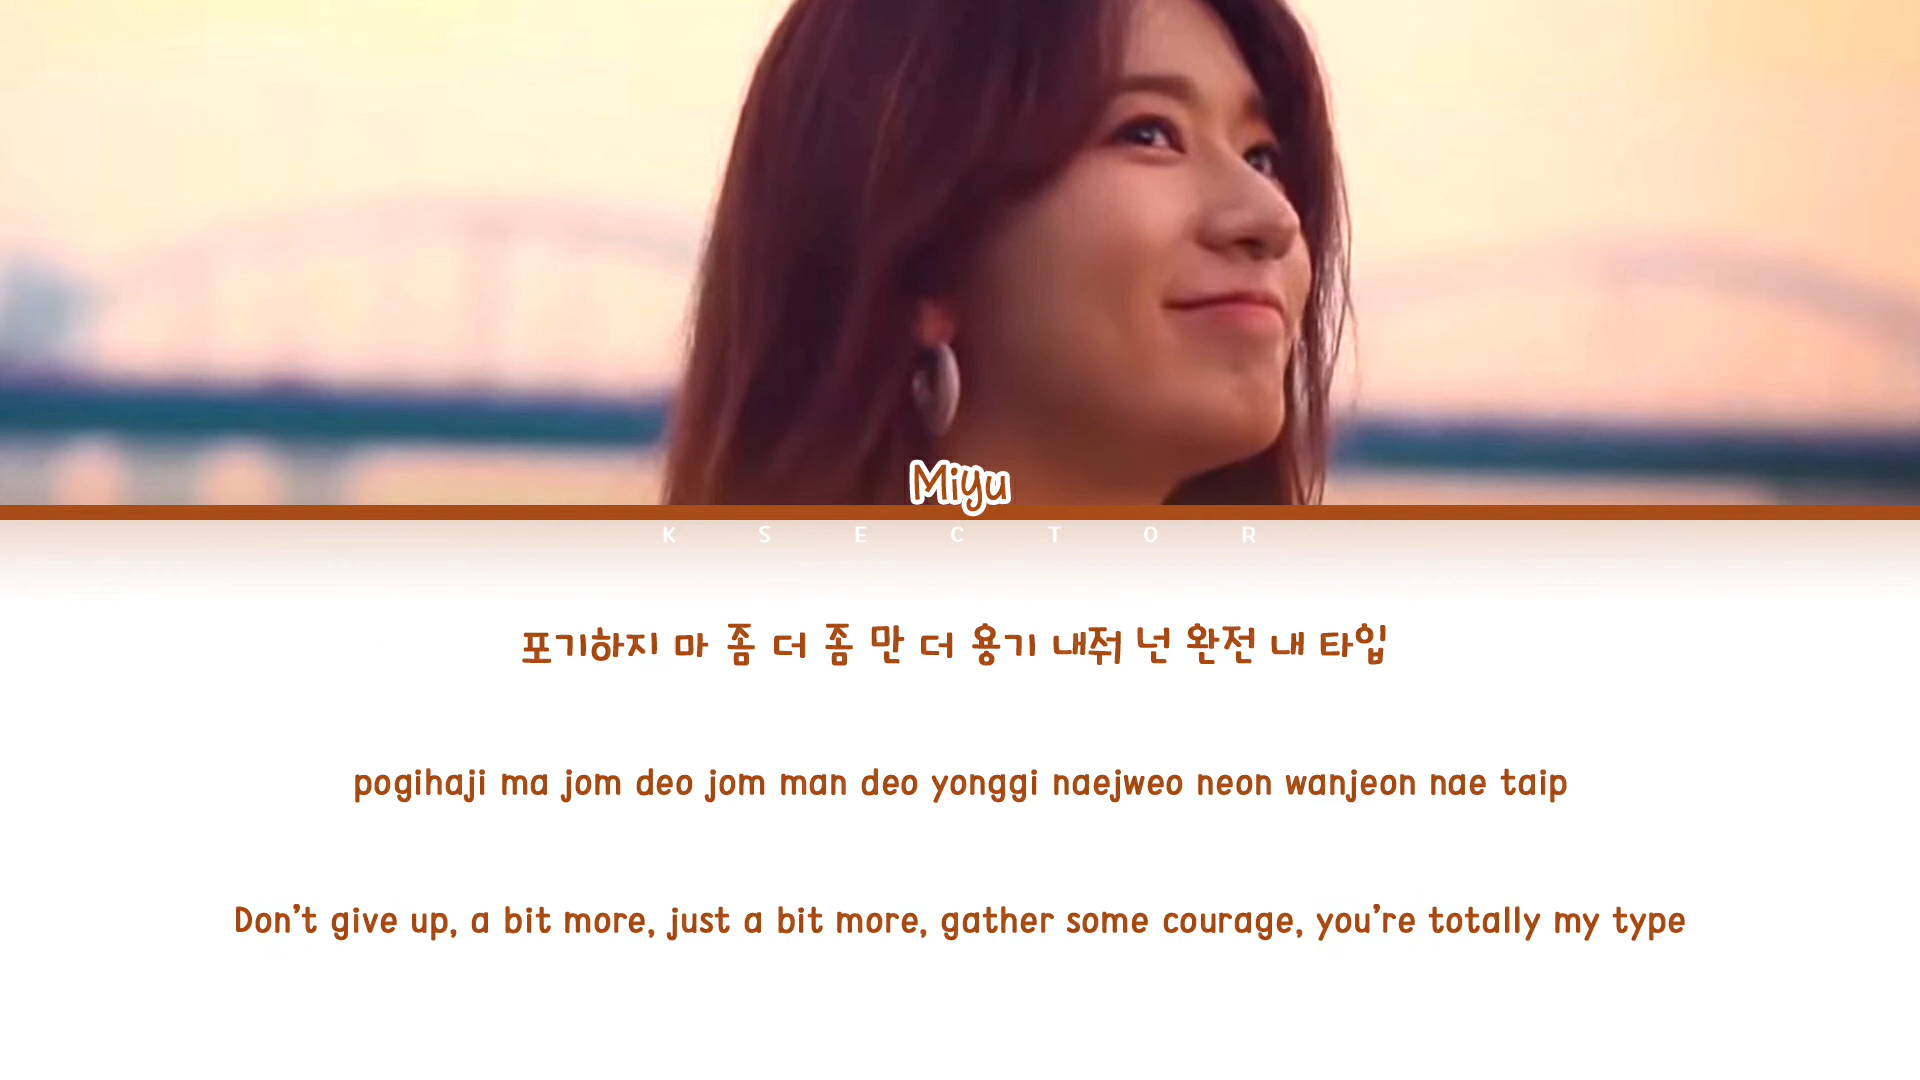 Miyu
K S E C T O R
포기하지 마 좀 더 좀 만 더 용기 내줘 넌 완전 내 타입
pogihaji ma jom deo jom man deo yonggi naejweo neon wanjeon nae taip
Don't give up, a bit more, just a bit more, gather some courage, you're totally my type